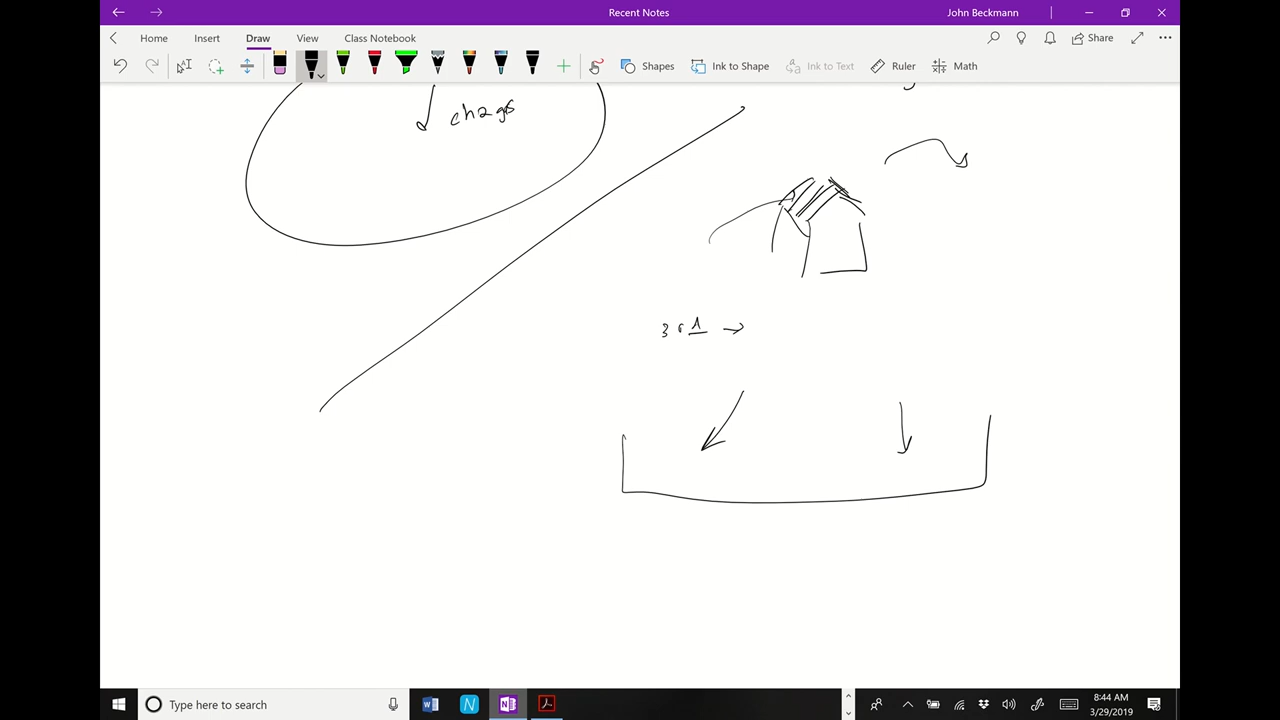 Recent Notes
John Beckmann
Home Insert Draw View Class Notebook
Share
Shapes Ink to Shape Ink to Text Ruler Math
Type here to search
8:44 AM
3/29/2019